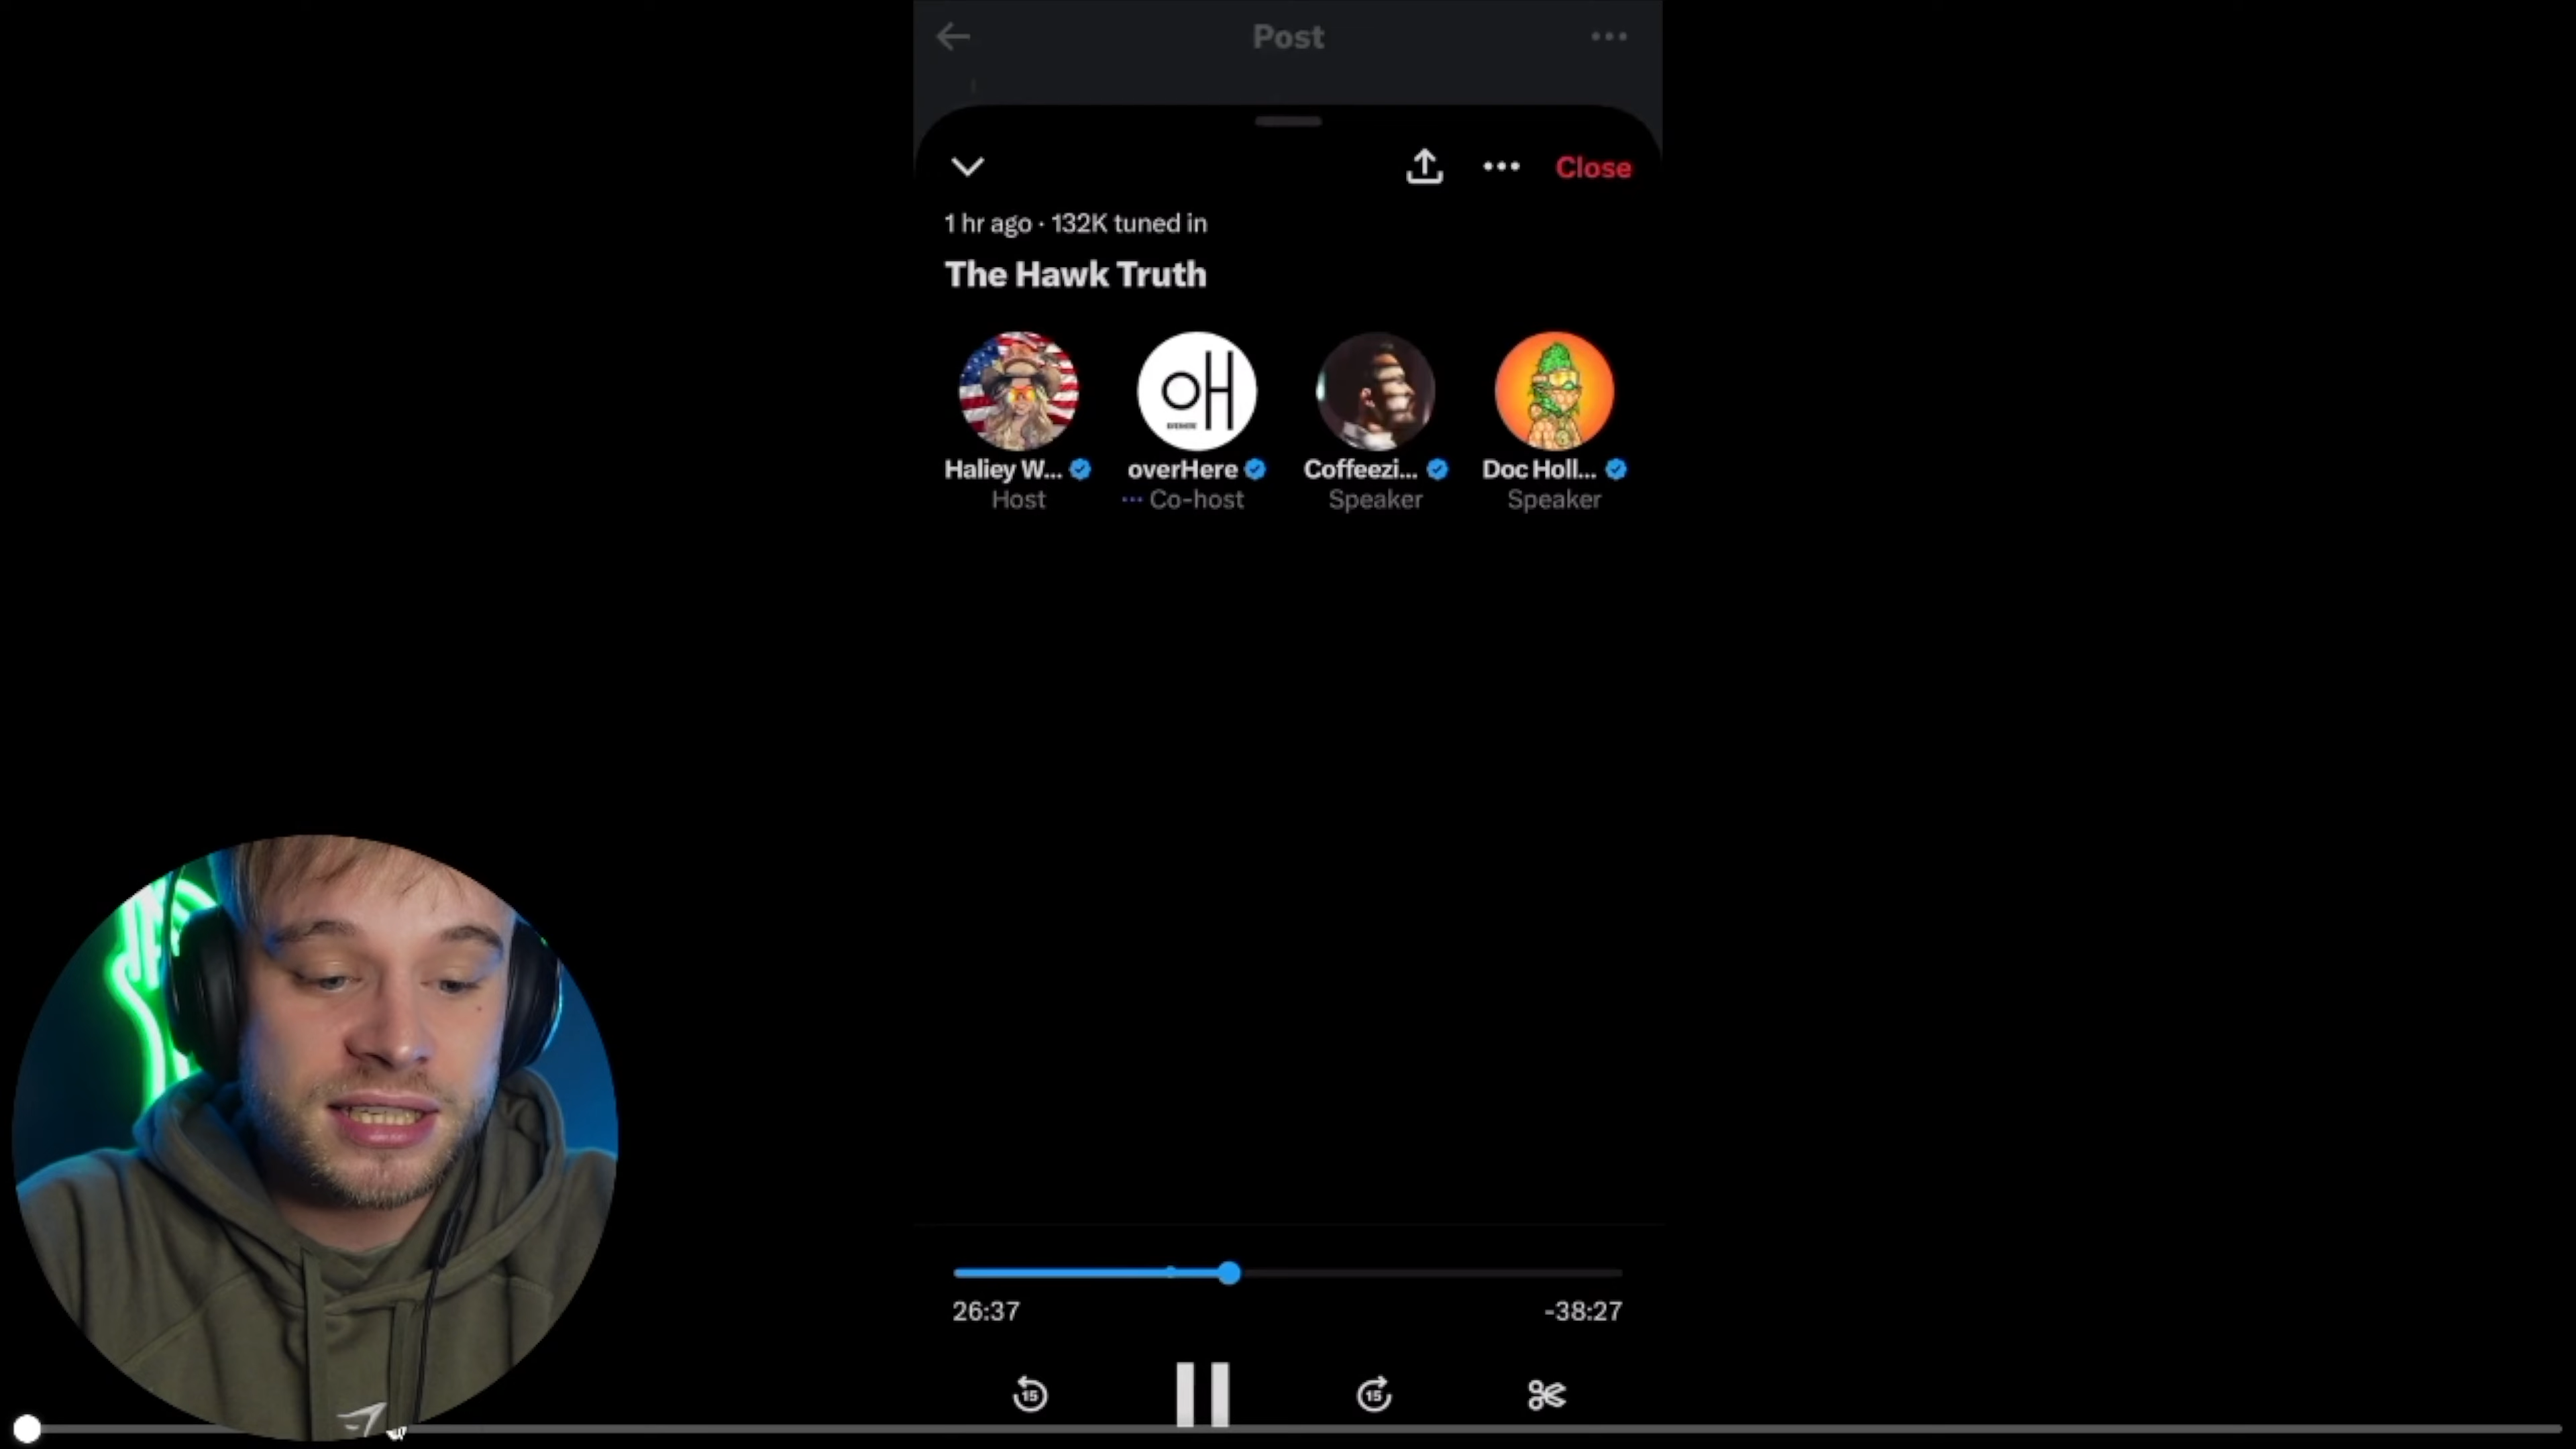 Post
Close
1 hr ago · 132K tuned in
The Hawk Truth
oH
Haliey W...
Host
overHere
Co-host
Coffeezi...
Speaker
Doc Holl...
Speaker
26:37
-38:27
15
15